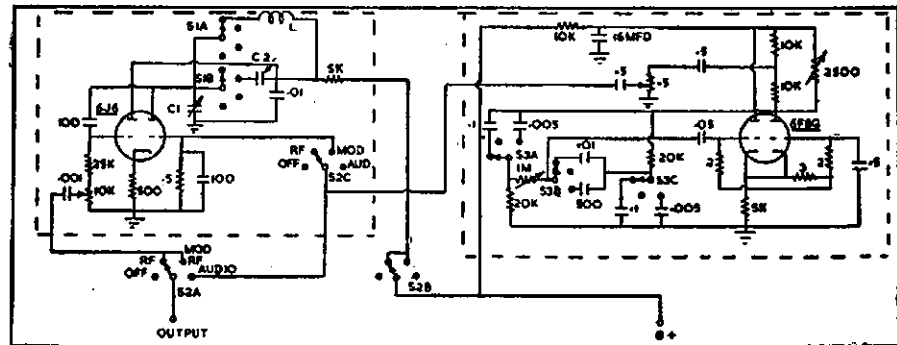 S1A
L
C2
S1B
5K
.01
6J6
C1
100
25K
.001
10K
500
.5
100
RF
MOD
OFF
AUD.
S2C
MOD
RF
RF
OFF
AUDIO
S2A
OUTPUT
S2B
B+
10K
16MFD
10K
10K
2500
.5
.5
.5
6F8G
.1
.005
S3A
1M
20K
S3B
.01
500
20K
S3C
.1
.005
.05
2
2
3
5K
.5